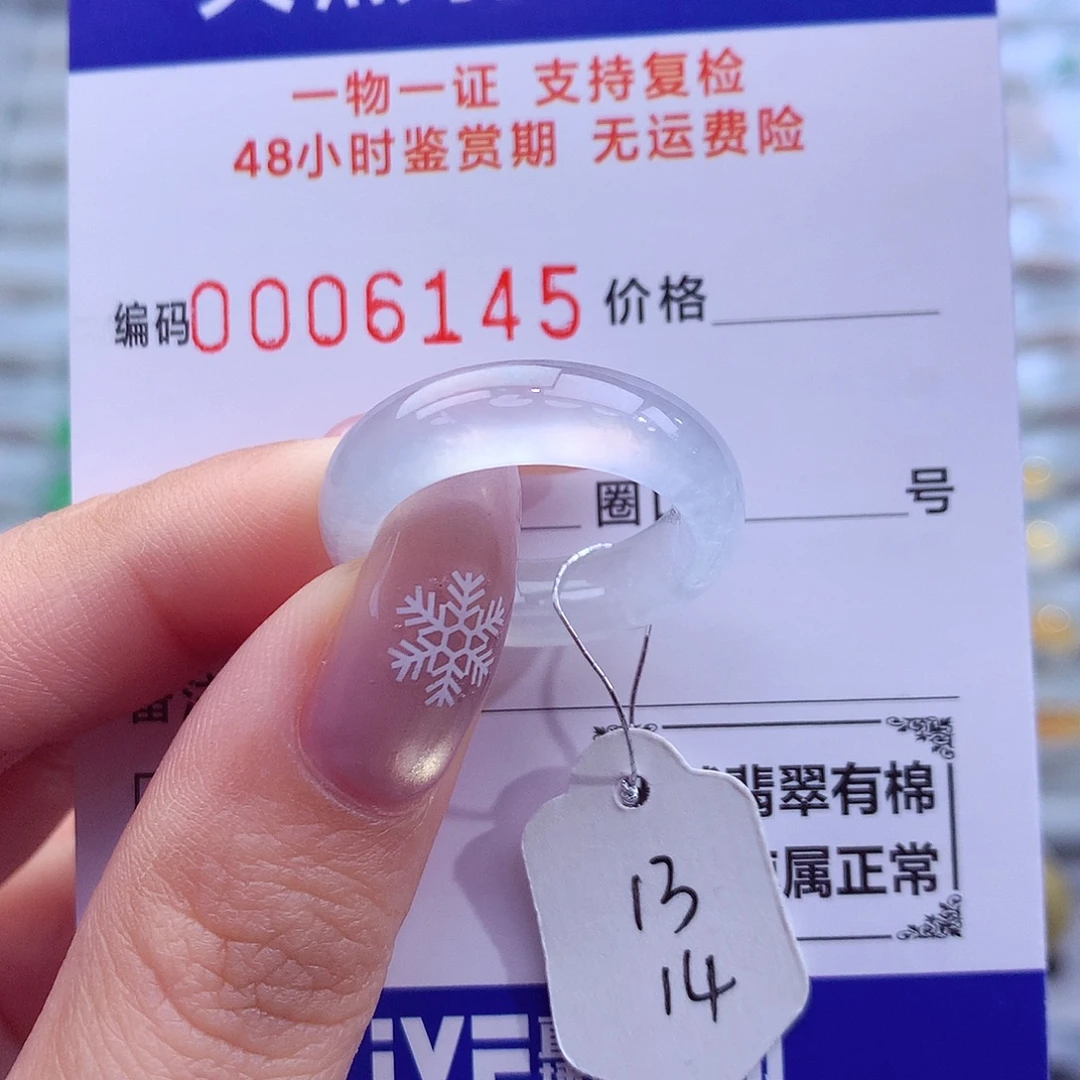 一物一证 支持复检
48小时鉴赏期 无运费险
编码0006145 价格
圈 号
翡翠有棉
属正常
13
14
LIVE